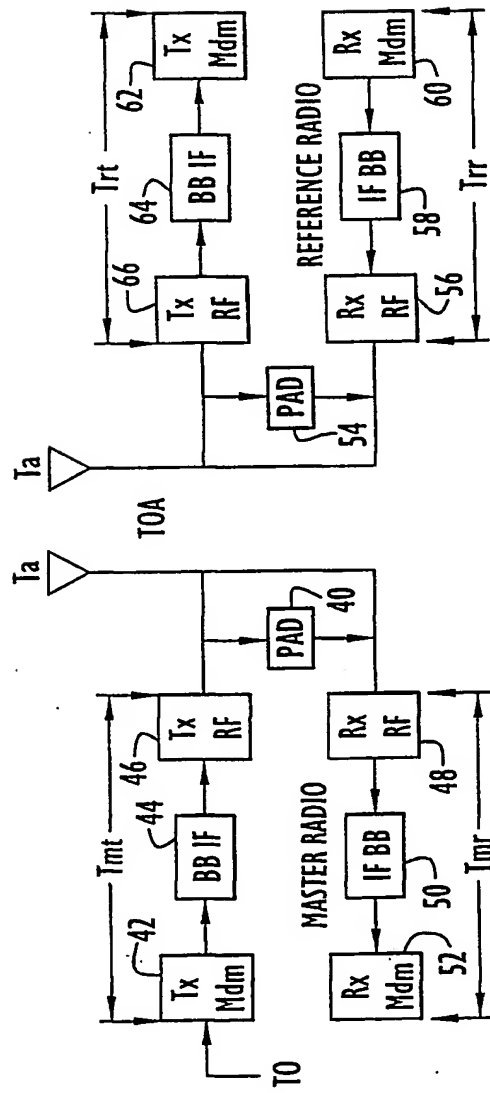 Ta
Ta
TOA
Tmt
42
44
46
Tx
Mdm
BB IF
Tx
RF
TO
PAD
40
MASTER RADIO
Rx
Mdm
IF BB
Rx
RF
52
50
48
Tmr
Trt
66
64
62
Tx
RF
BB IF
Tx
Mdm
PAD
54
REFERENCE RADIO
Rx
RF
IF BB
Rx
Mdm
56
58
60
Trr